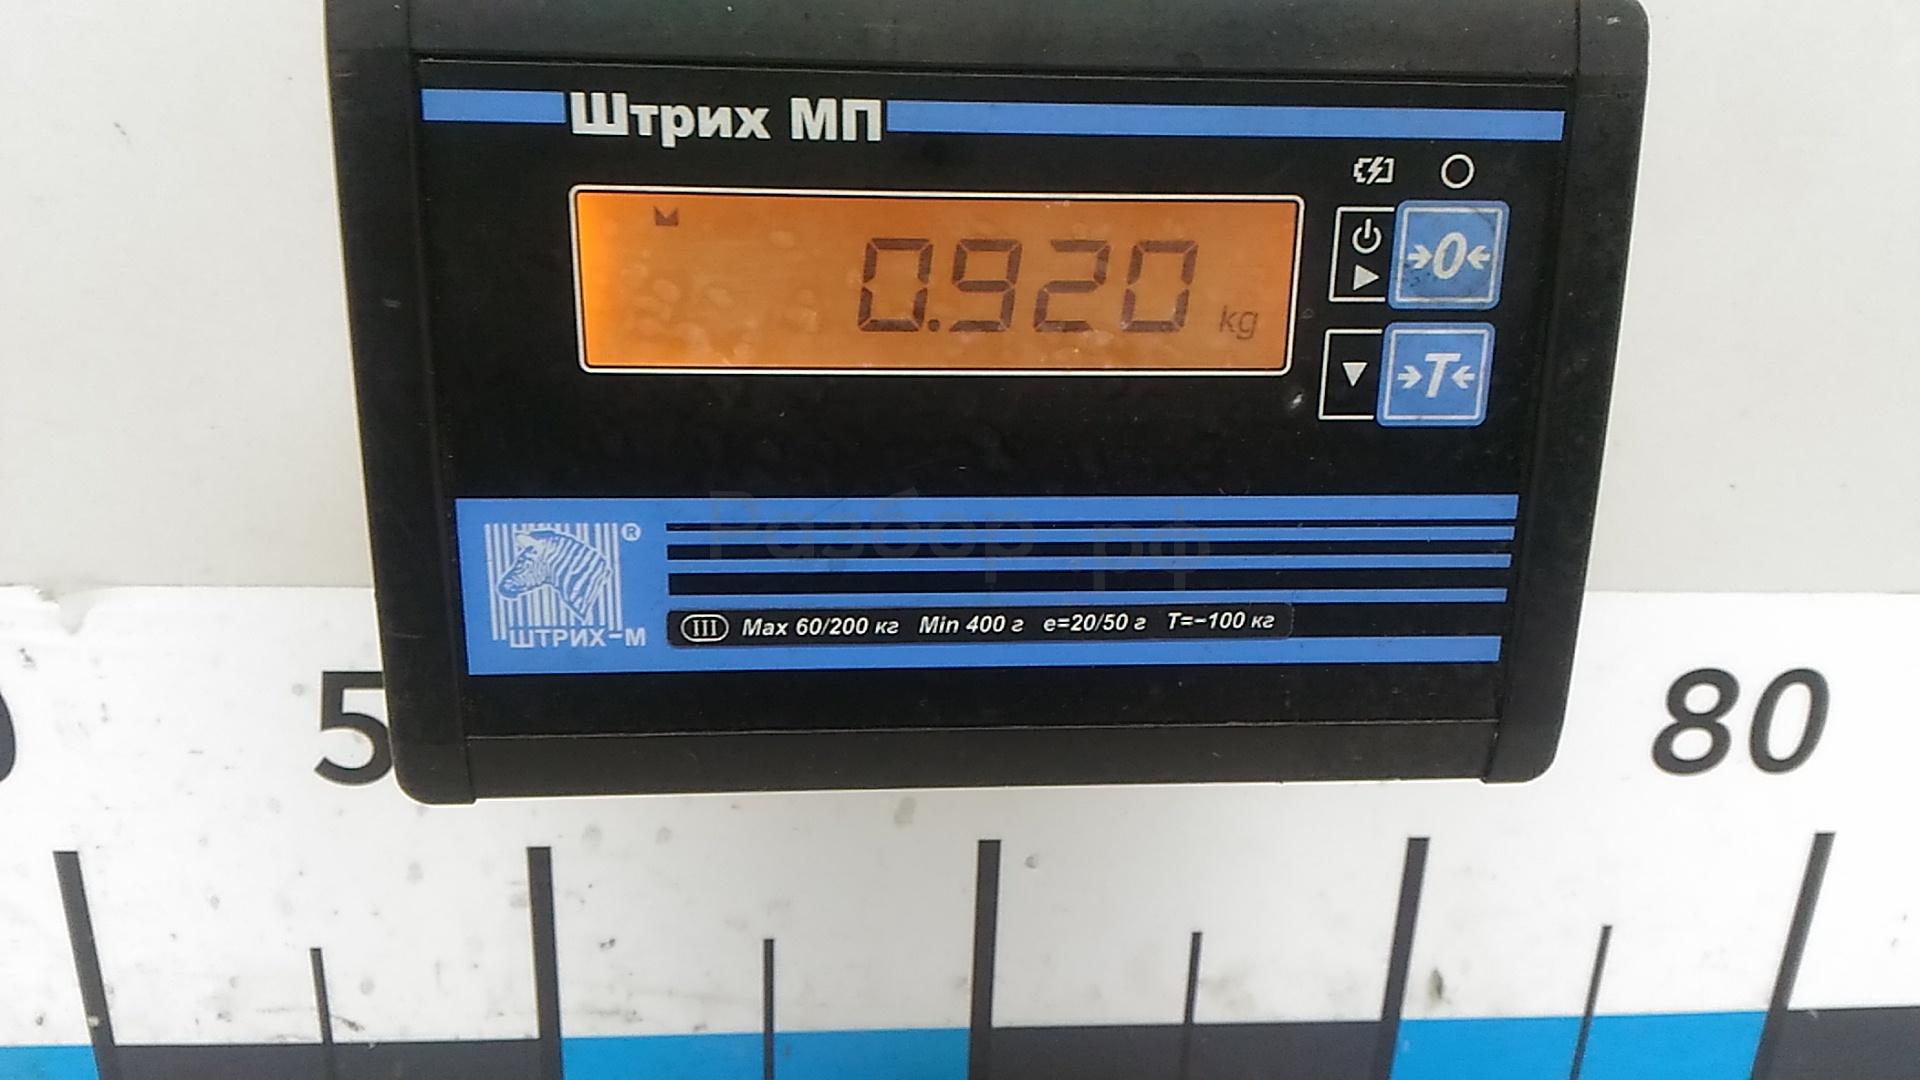 Штрих МП
0.920 kg
→0←
→T←
Разбор.рф
®
ШТРИХ-М
III Max 60/200 кг Min 400 г e=20/50 г T=−100 кг
5 80